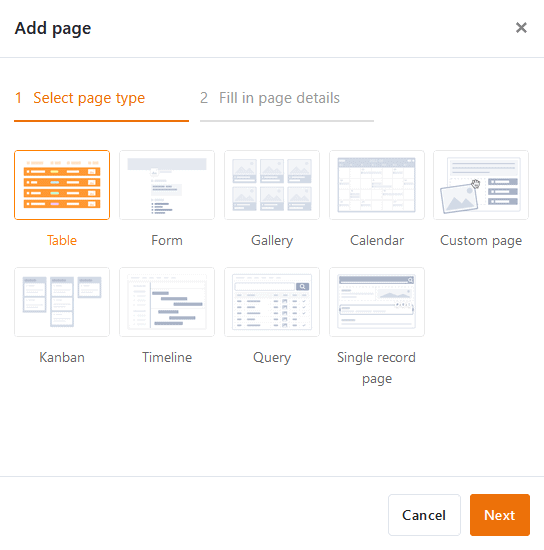 Add page
1 Select page type 2 Fill in page details
Table Form Gallery Calendar Custom page
Kanban Timeline Query Single record page
Cancel Next